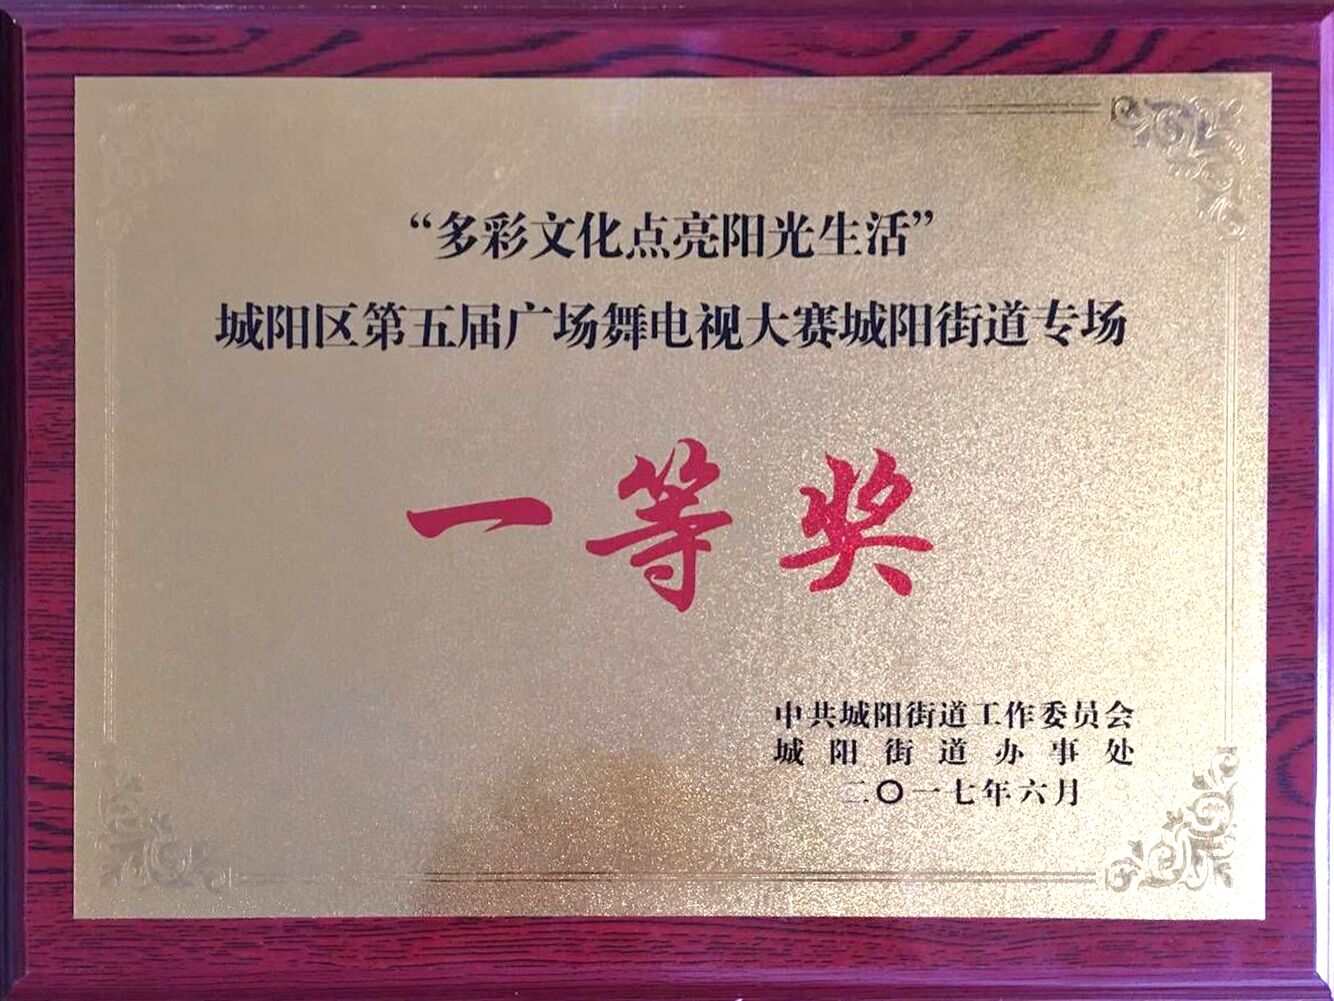 “多彩文化点亮阳光生活”
城阳区第五届广场舞电视大赛城阳街道专场
一等奖
中共城阳街道工作委员会
城阳街道办事处
二〇一七年六月